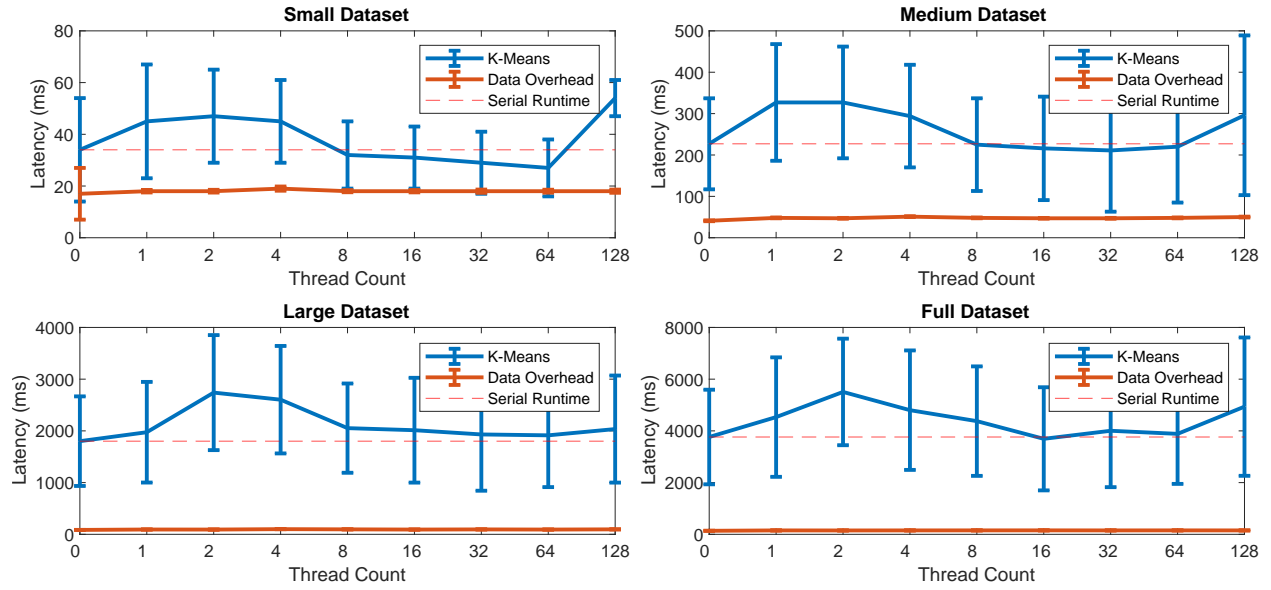 Small Dataset
80
60
40
20
0
Latency (ms)
K-Means
Data Overhead
Serial Runtime
0 1 2 4 8 16 32 64 128
Thread Count
Medium Dataset
500
400
300
200
100
0
Latency (ms)
K-Means
Data Overhead
Serial Runtime
0 1 2 4 8 16 32 64 128
Thread Count
Large Dataset
4000
3000
2000
1000
0
Latency (ms)
K-Means
Data Overhead
Serial Runtime
0 1 2 4 8 16 32 64 128
Thread Count
Full Dataset
8000
6000
4000
2000
0
Latency (ms)
K-Means
Data Overhead
Serial Runtime
0 1 2 4 8 16 32 64 128
Thread Count